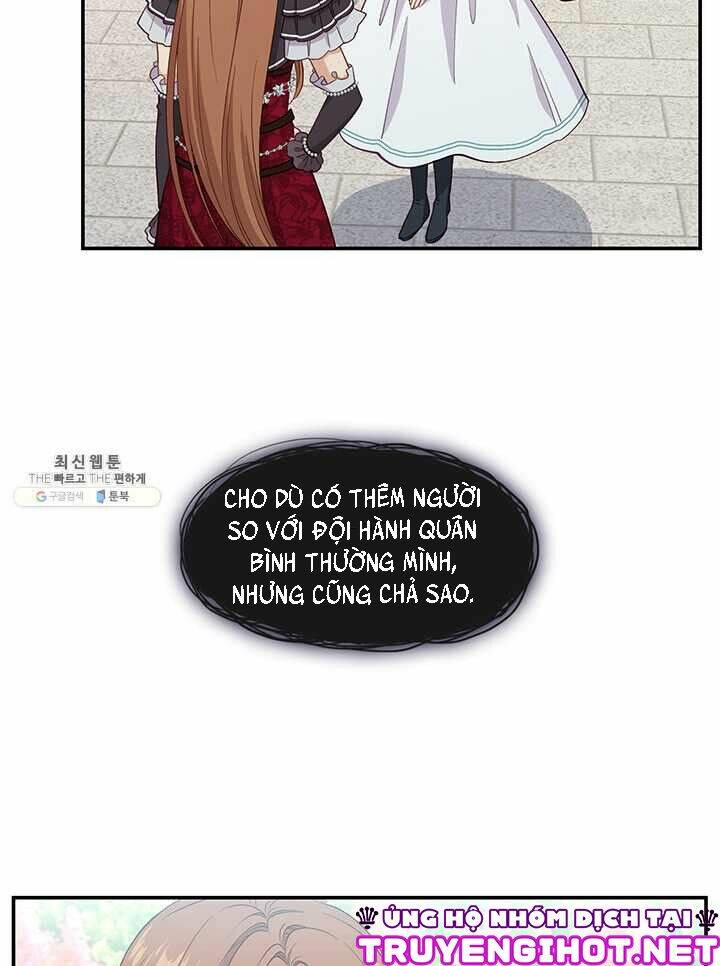 최신웹툰
THE 빠르고 THE 편하게
구글검색 툰북
CHO DÙ CÓ THÊM NGƯỜI
SO VỚI ĐỘI HÀNH QUÂN
BÌNH THƯỜNG MÌNH,
NHƯNG CŨNG CHẢ SAO.
ỦNG HỘ NHÓM DỊCH TẠI
TRUYENGIHOT.NET